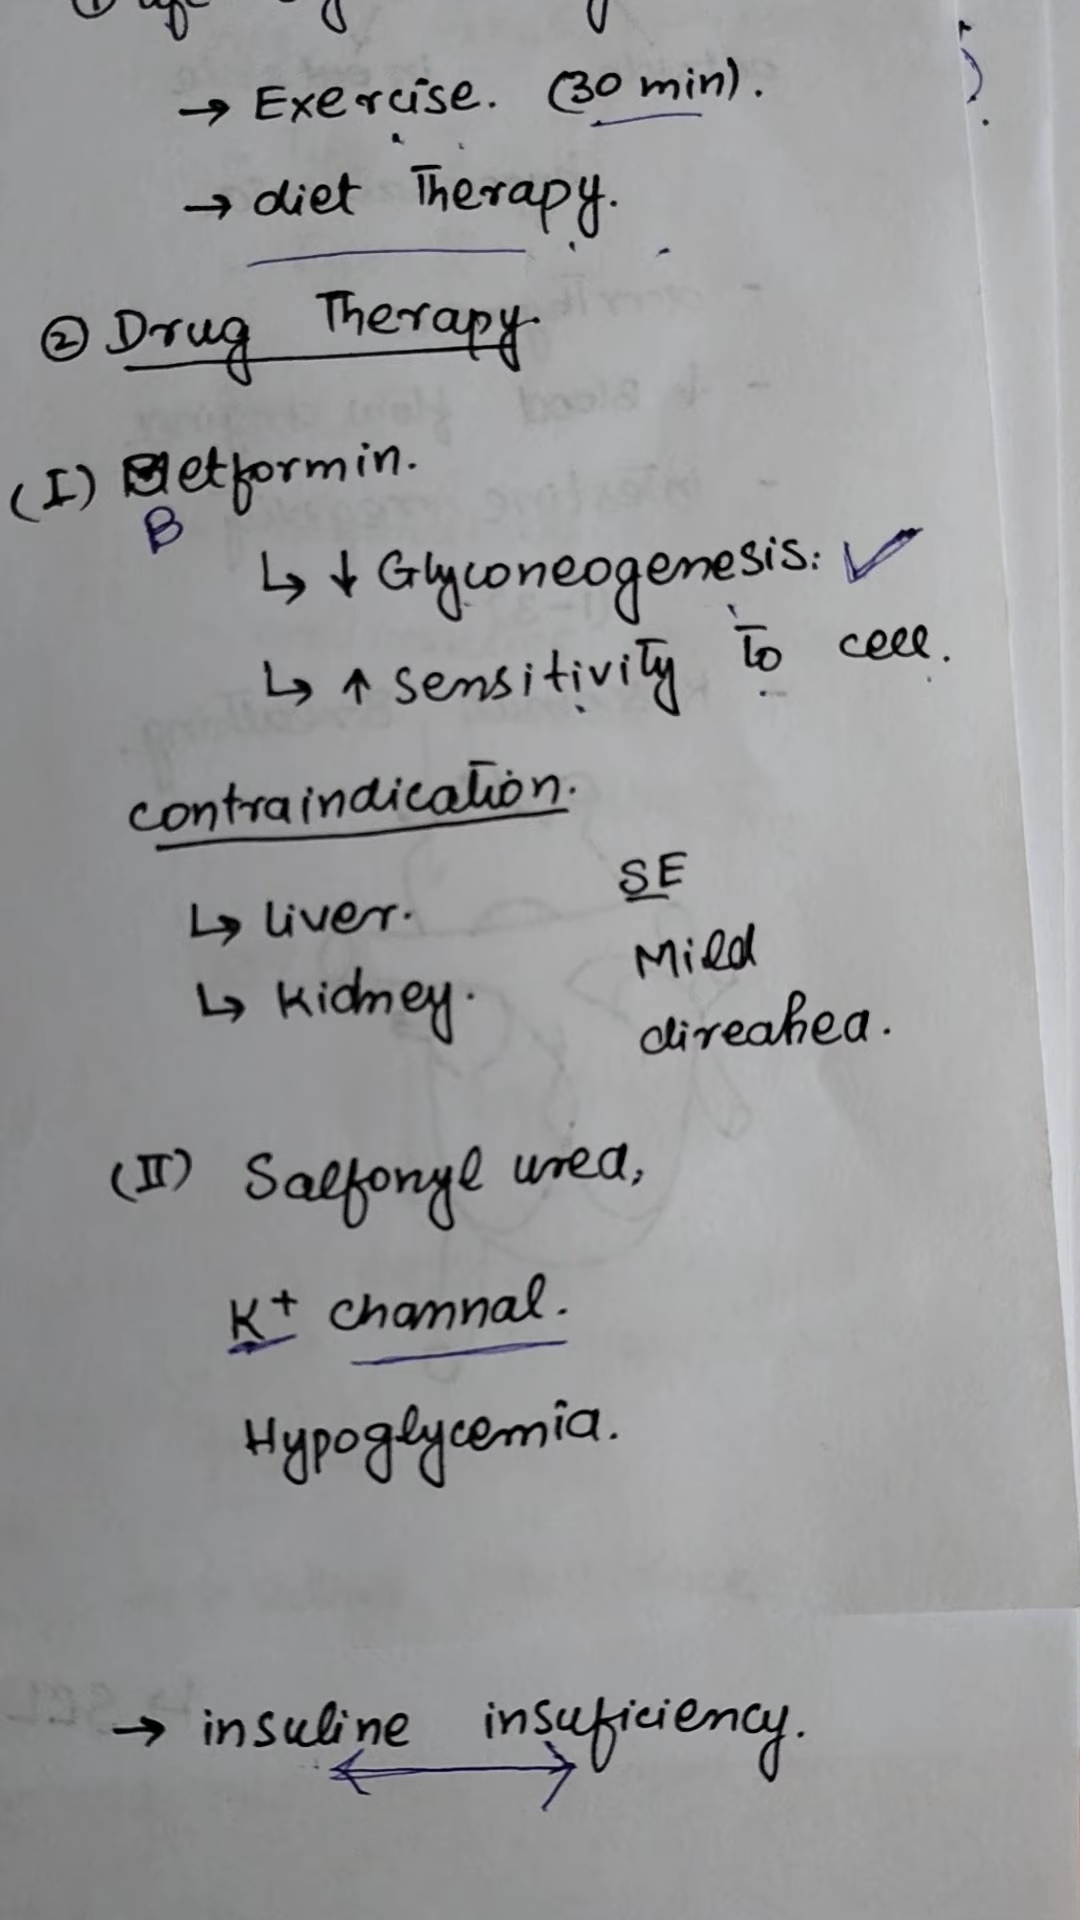 → Exercise. (30 min).
→ diet Therapy.
② Drug Therapy
(I) Metformin.
B
↳ ↓ Glyconeogenesis: ✓
↳ ↑ sensitivity to cell.
contraindication.
↳ liver.
↳ kidney.
SE
Mild
direahea.
(II) Salfonyl urea,
K+ channal.
Hypoglycemia.
→ insuline insuficiency.